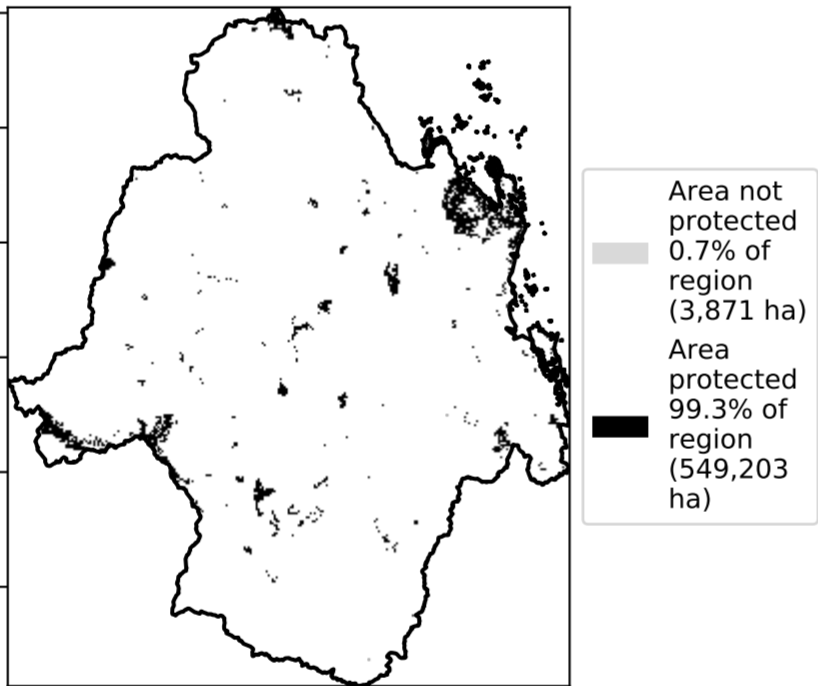 Area not
protected
0.7% of
region
(3,871 ha)
Area
protected
99.3% of
region
(549,203
ha)